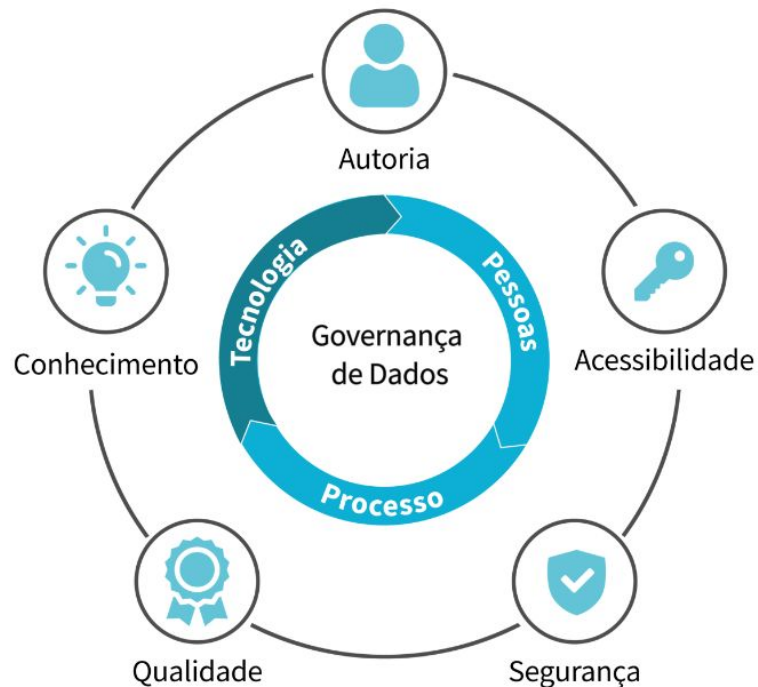 Autoria
Tecnologia
Pessoas
Governança
de Dados
Conhecimento
Acessibilidade
Processo
Qualidade
Segurança